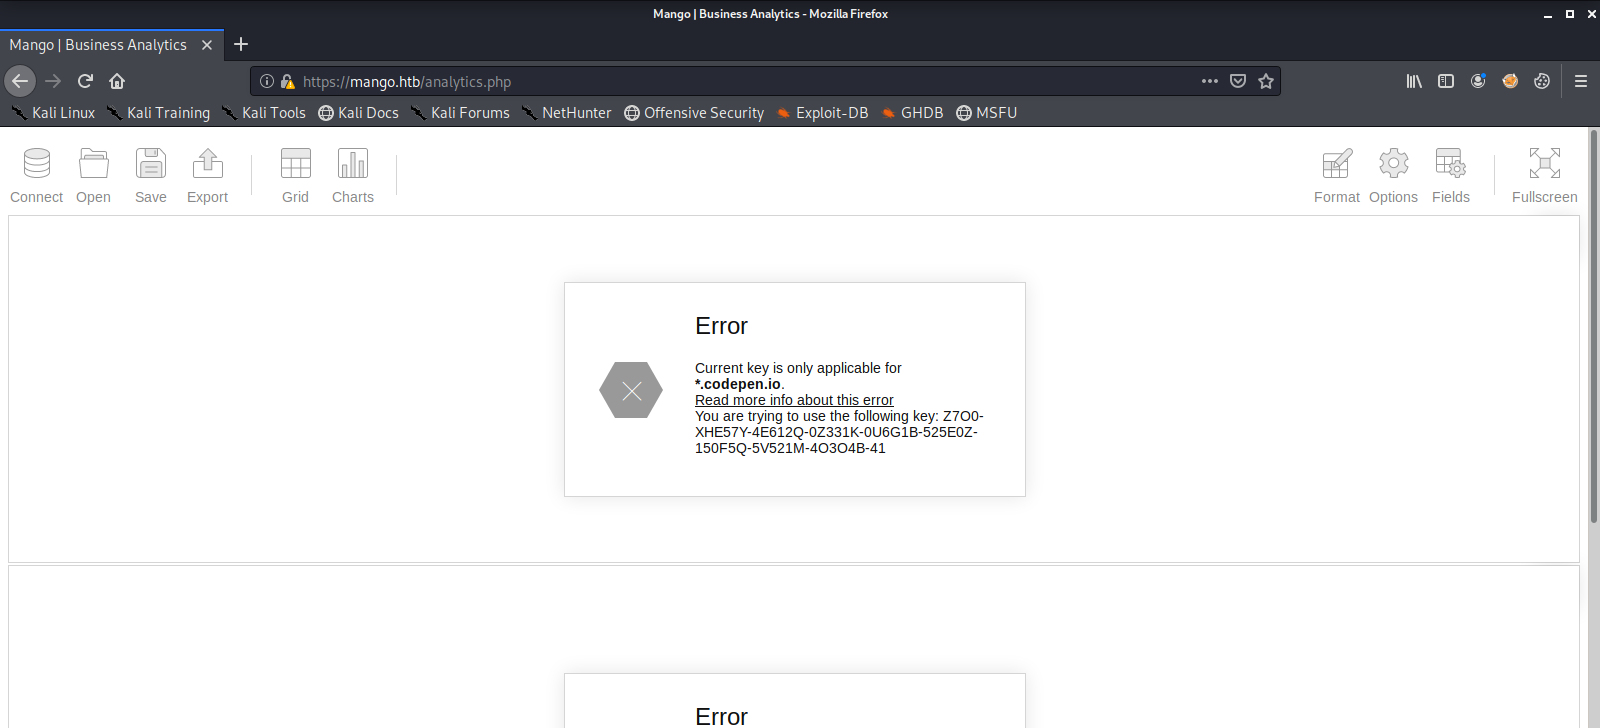 Mango | Business Analytics - Mozilla Firefox
Mango | Business Analytics
https://mango.htb/analytics.php
Kali Linux Kali Training Kali Tools Kali Docs Kali Forums NetHunter Offensive Security Exploit-DB GHDB MSFU
Connect Open Save Export Grid Charts Format Options Fields Fullscreen
Error
Current key is only applicable for
*.codepen.io.
Read more info about this error
You are trying to use the following key: Z7O0-
XHE57Y-4E612Q-0Z331K-0U6G1B-525E0Z-
150F5Q-5V521M-4O3O4B-41
Error